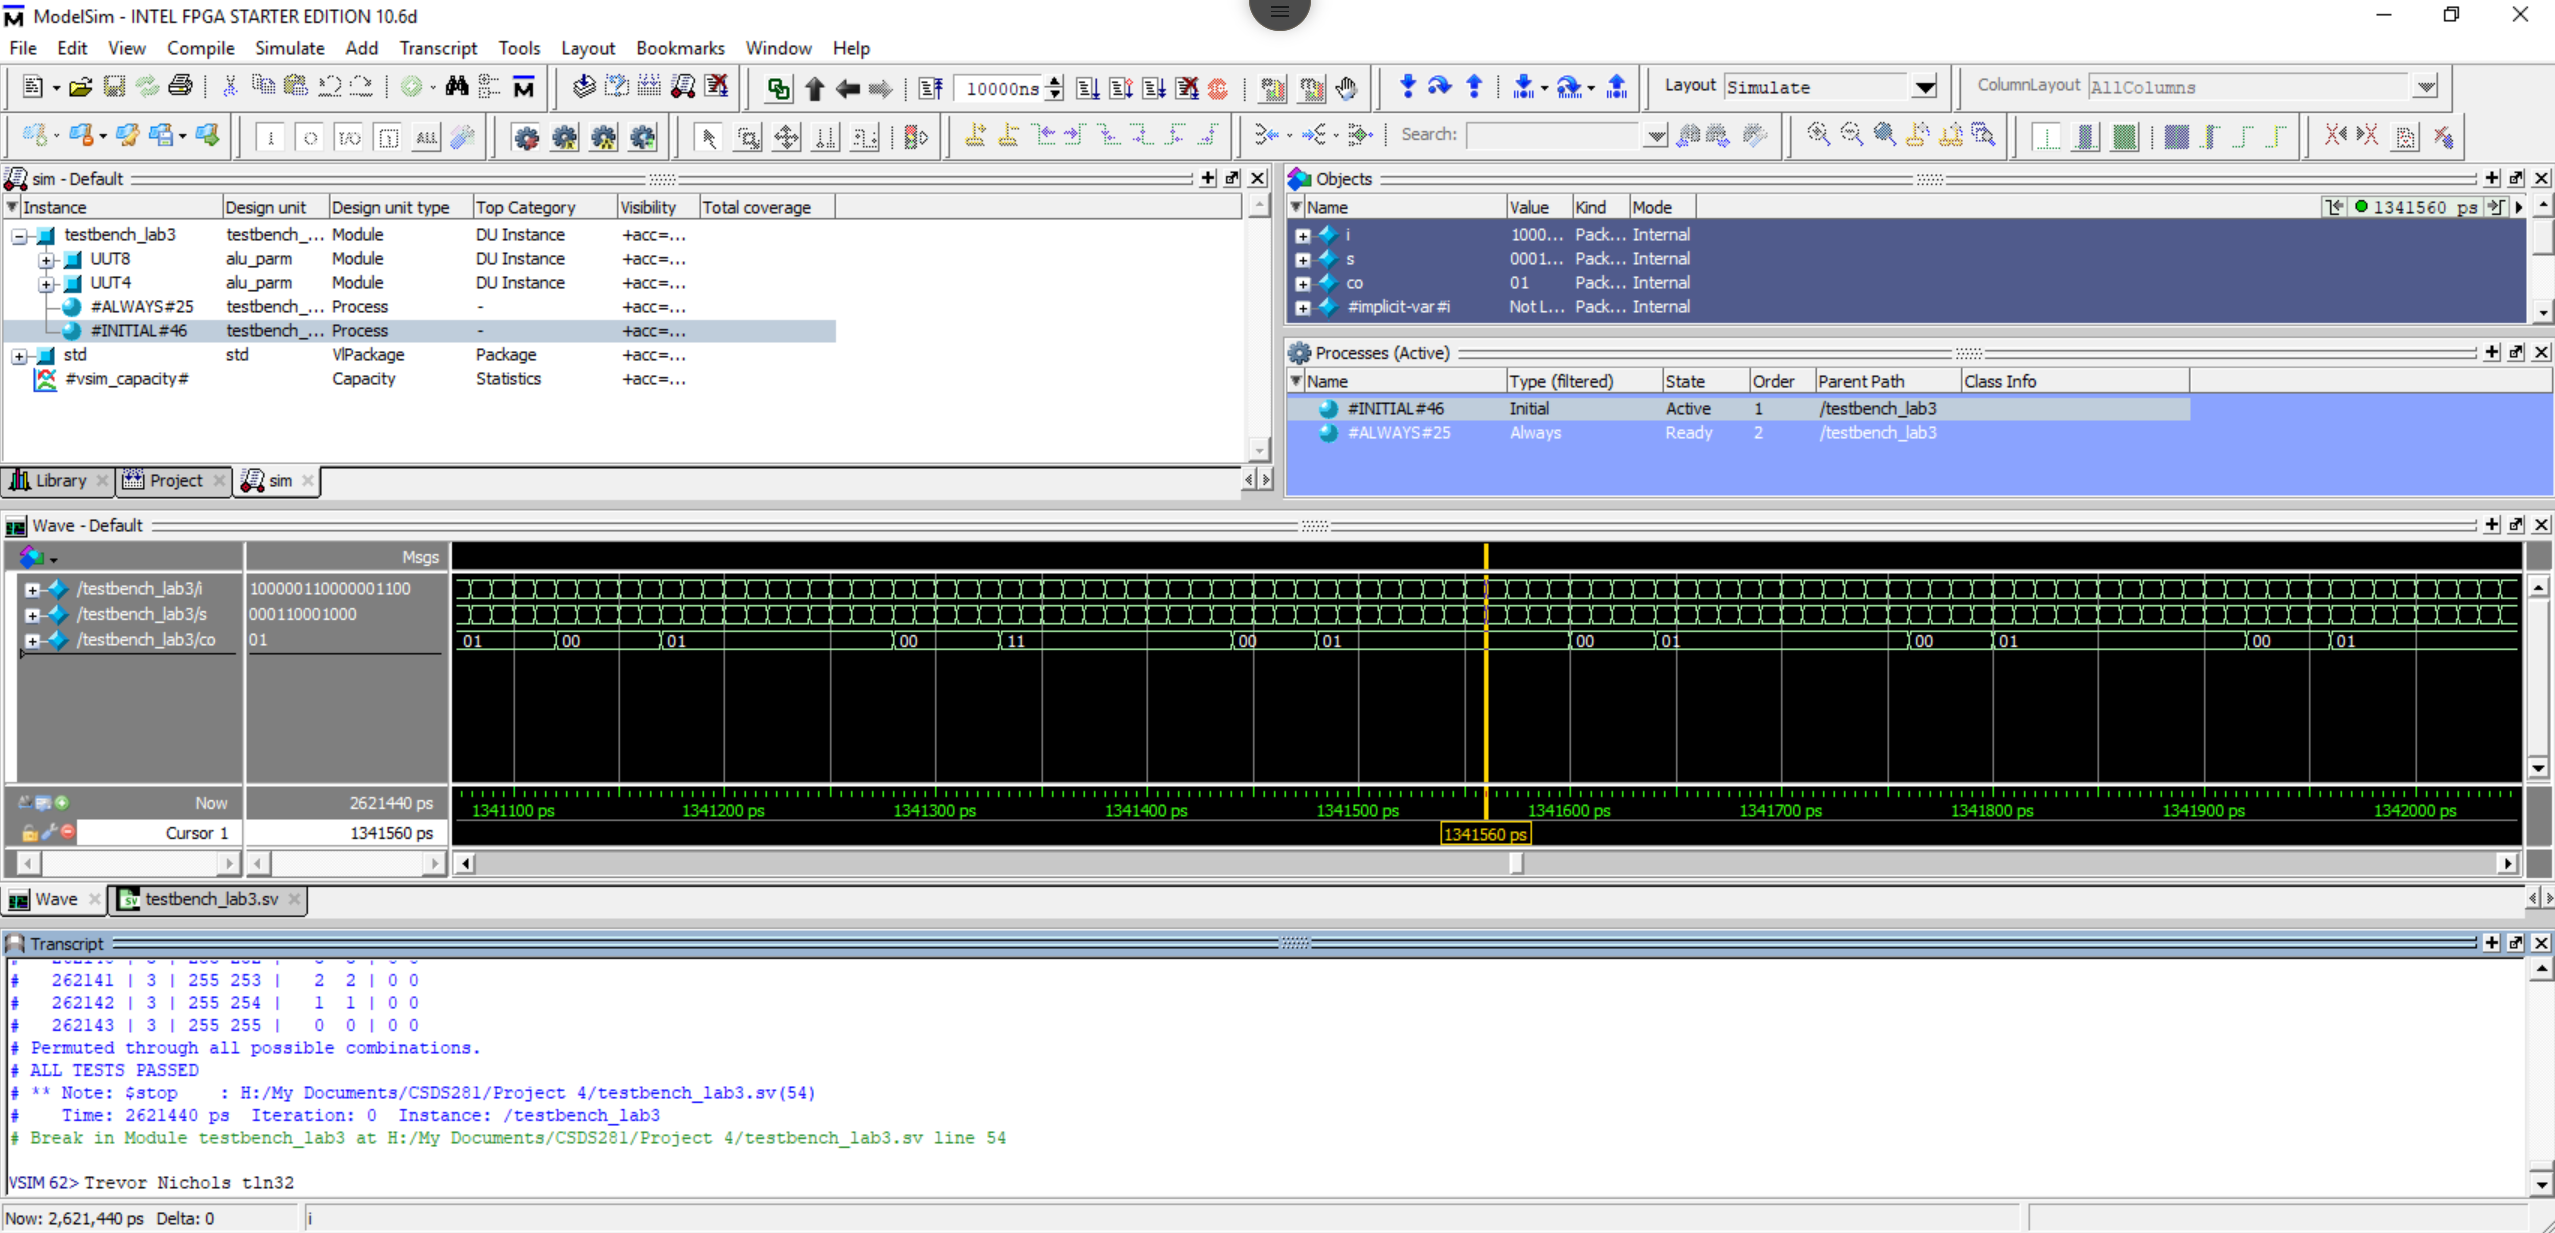 ModelSim - INTEL FPGA STARTER EDITION 10.6d
File Edit View Compile Simulate Add Transcript Tools Layout Bookmarks Window Help
10000ns
Layout Simulate
ColumnLayout AllColumns
Search:
sim - Default
Instance Design unit Design unit type Top Category Visibility Total coverage
testbench_lab3 testbench_... Module DU Instance +acc=...
UUT8 alu_parm Module DU Instance +acc=...
UUT4 alu_parm Module DU Instance +acc=...
#ALWAYS#25 testbench_... Process - +acc=...
#INITIAL#46 testbench_... Process - +acc=...
std std VlPackage Package +acc=...
#vsim_capacity# Capacity Statistics +acc=...
Library Project sim
Objects
Name Value Kind Mode 1341560 ps
i 1000... Pack... Internal
s 0001... Pack... Internal
co 01 Pack... Internal
#implicit-var#i Not L... Pack... Internal
Processes (Active)
Name Type (filtered) State Order Parent Path Class Info
#INITIAL#46 Initial Active 1 /testbench_lab3
#ALWAYS#25 Always Ready 2 /testbench_lab3
Wave - Default
Msgs
/testbench_lab3/i 100000110000001100
/testbench_lab3/s 000110001000
/testbench_lab3/co 01 01 00 01 00 11 00 01 00 01 00 01 00 01
Now 2621440 ps 1341100 ps 1341200 ps 1341300 ps 1341400 ps 1341500 ps 1341600 ps 1341700 ps 1341800 ps 1341900 ps 1342000 ps
Cursor 1 1341560 ps 1341560 ps
Wave testbench_lab3.sv
Transcript
# 262141 | 3 | 255 253 | 2 2 | 0 0
# 262142 | 3 | 255 254 | 1 1 | 0 0
# 262143 | 3 | 255 255 | 0 0 | 0 0
# Permuted through all possible combinations.
# ALL TESTS PASSED
# ** Note: $stop : H:/My Documents/CSDS281/Project 4/testbench_lab3.sv(54)
# Time: 2621440 ps Iteration: 0 Instance: /testbench_lab3
# Break in Module testbench_lab3 at H:/My Documents/CSDS281/Project 4/testbench_lab3.sv line 54
VSIM 62> Trevor Nichols tln32
Now: 2,621,440 ps Delta: 0 i